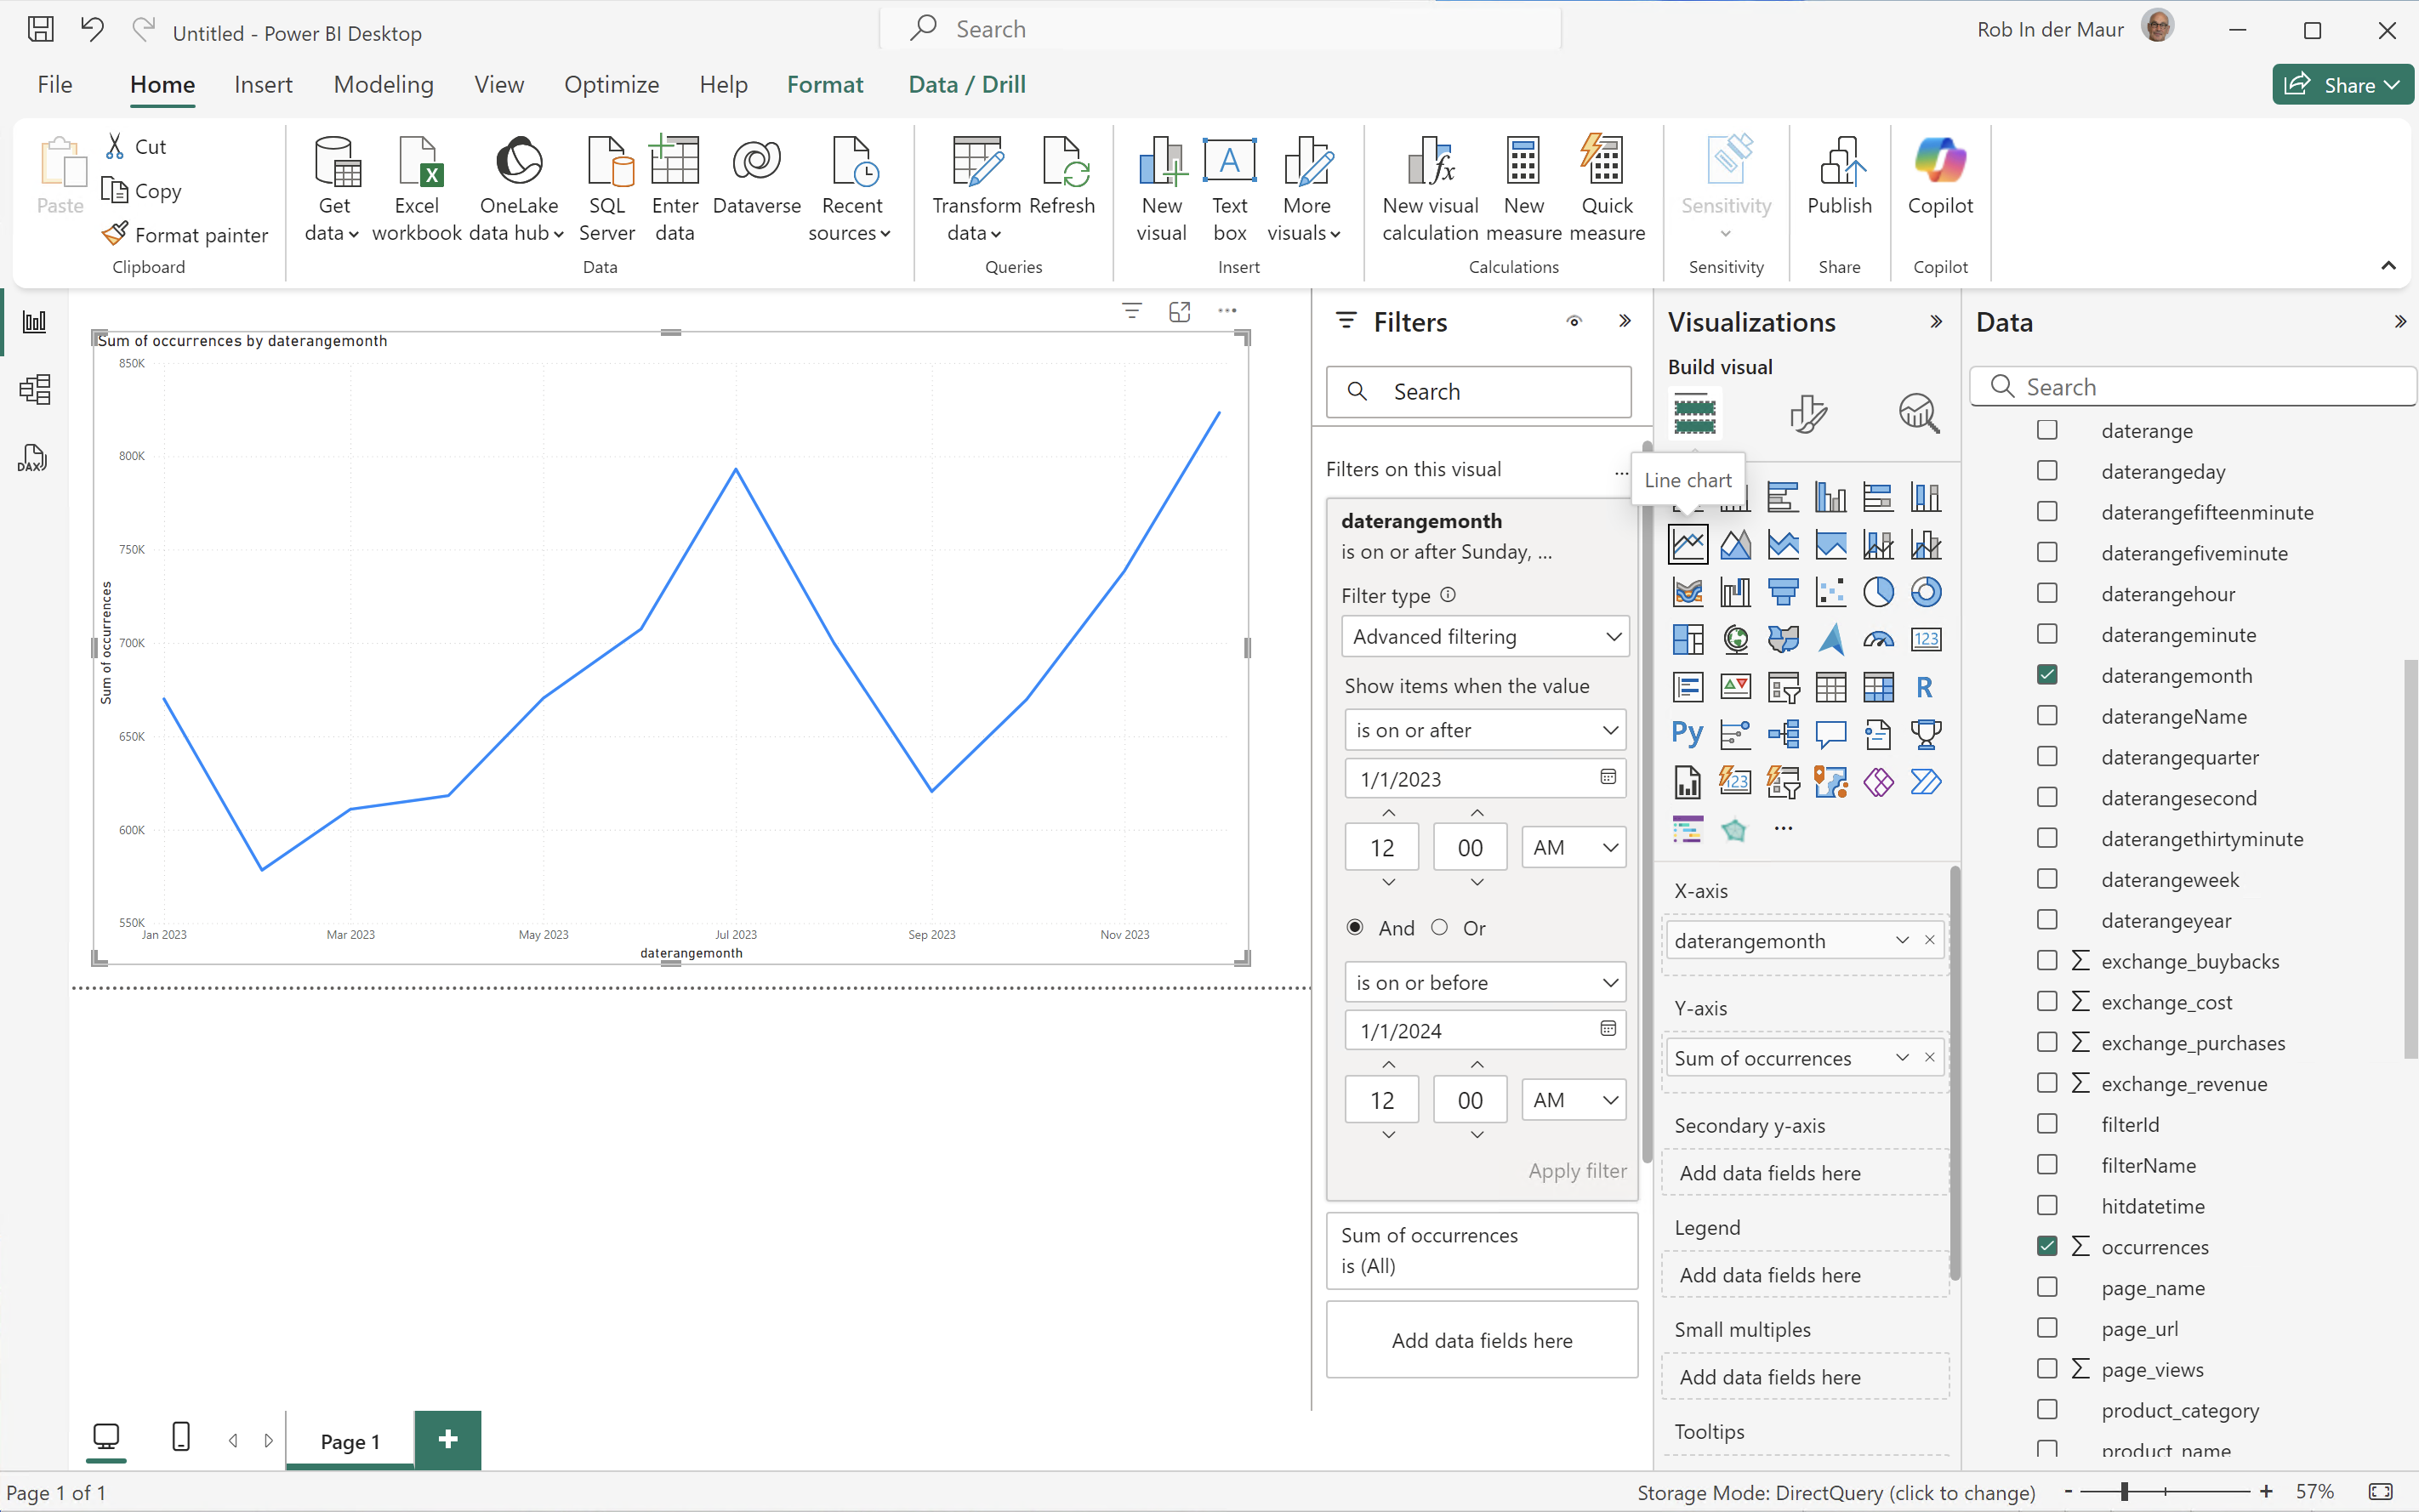 Untitled - Power BI Desktop
Search
Rob In der Maur
File
Home
Insert
Modeling
View
Optimize
Help
Format
Data / Drill
Share
Paste
Cut
Copy
Format painter
Clipboard
Get data
Excel workbook
OneLake data hub
SQL Server
Enter data
Dataverse
Recent sources
Data
Transform data
Refresh
Queries
New visual
A
Text box
More visuals
Insert
New visual calculation
New measure
Quick measure
Calculations
Sensitivity
Sensitivity
Publish
Share
Copilot
Copilot
DAX
Sum of occurrences by daterangemonth
850K
800K
750K
700K
650K
600K
550K
Sum of occurrences
Jan 2023
Mar 2023
May 2023
Jul 2023
Sep 2023
Nov 2023
daterangemonth
Filters
Search
Filters on this visual
daterangemonth
is on or after Sunday, ...
Filter type
Advanced filtering
Show items when the value
is on or after
1/1/2023
12
00
AM
And
Or
is on or before
1/1/2024
12
00
AM
Apply filter
Sum of occurrences
is (All)
Add data fields here
Visualizations
Build visual
Line chart
123
R
Py
123
X-axis
daterangemonth
Y-axis
Sum of occurrences
Secondary y-axis
Add data fields here
Legend
Add data fields here
Small multiples
Add data fields here
Tooltips
Data
Search
daterange
daterangeday
daterangefifteenminute
daterangefiveminute
daterangehour
daterangeminute
daterangemonth
daterangeName
daterangequarter
daterangesecond
daterangethirtyminute
daterangeweek
daterangeyear
∑ exchange_buybacks
∑ exchange_cost
∑ exchange_purchases
∑ exchange_revenue
filterId
filterName
hitdatetime
∑ occurrences
page_name
page_url
∑ page_views
product_category
product_name
Page 1
+
Page 1 of 1
Storage Mode: DirectQuery (click to change)
- + 57%